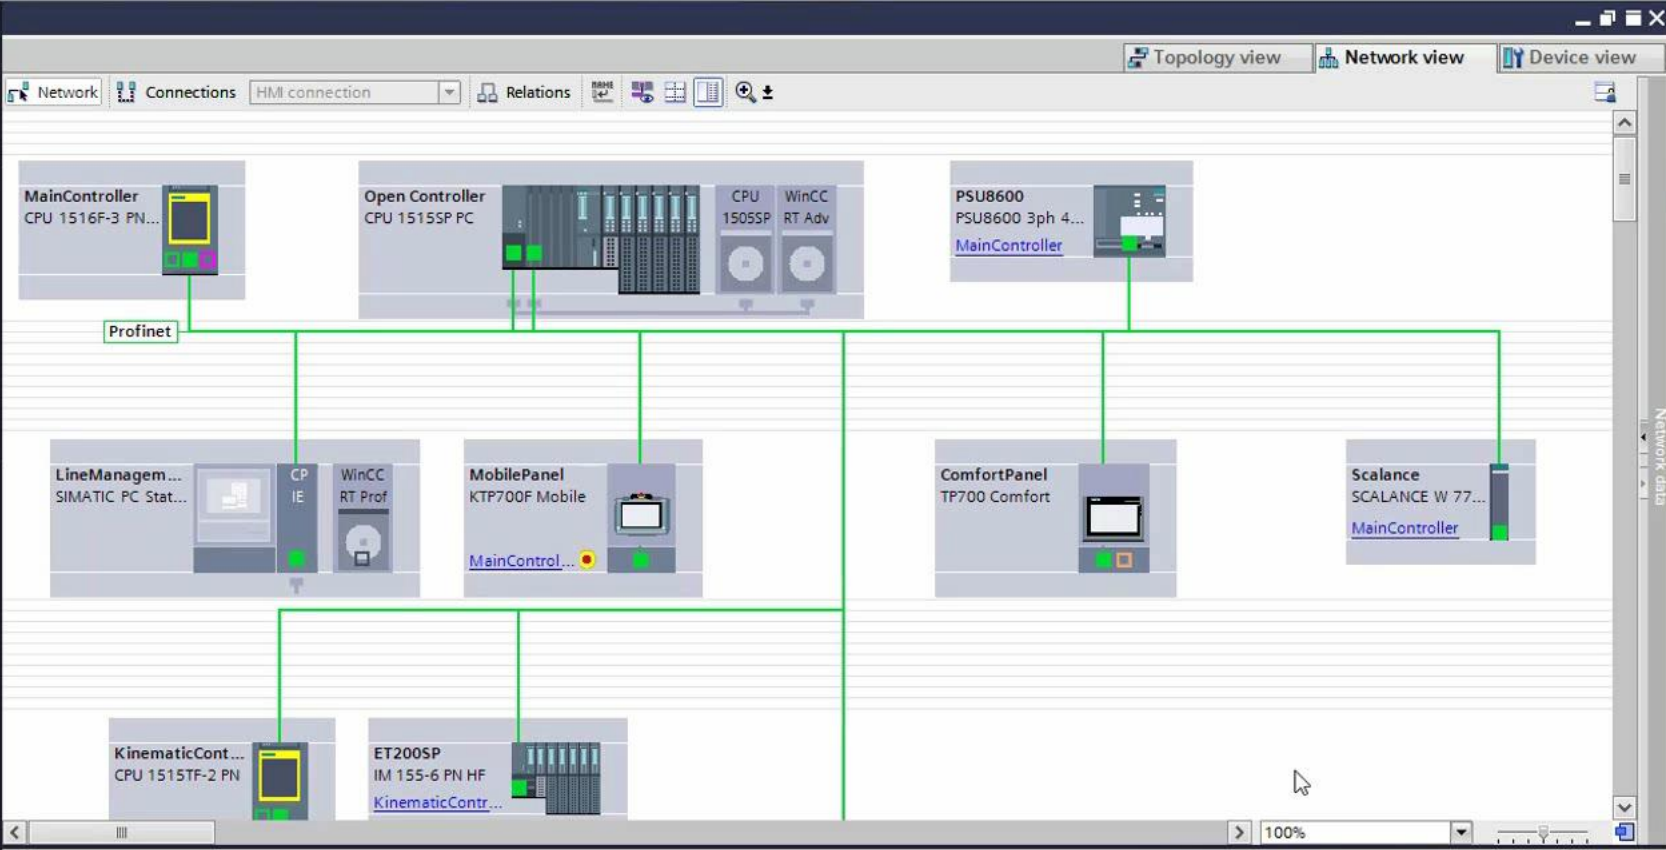 Topology view
Network view
Device view
Network
Connections
HMI connection
Relations
MainController
CPU 1516F-3 PN...
Open Controller
CPU 1515SP PC
CPU
1505SP
WinCC
RT Adv
PSU8600
PSU8600 3ph 4...
MainController
Profinet
LineManagem...
SIMATIC PC Stat...
CP
IE
WinCC
RT Prof
MobilePanel
KTP700F Mobile
MainControl...
ComfortPanel
TP700 Comfort
Scalance
SCALANCE W 77...
MainController
Network data
KinematicCont...
CPU 1515TF-2 PN
ET200SP
IM 155-6 PN HF
KinematicContr...
100%